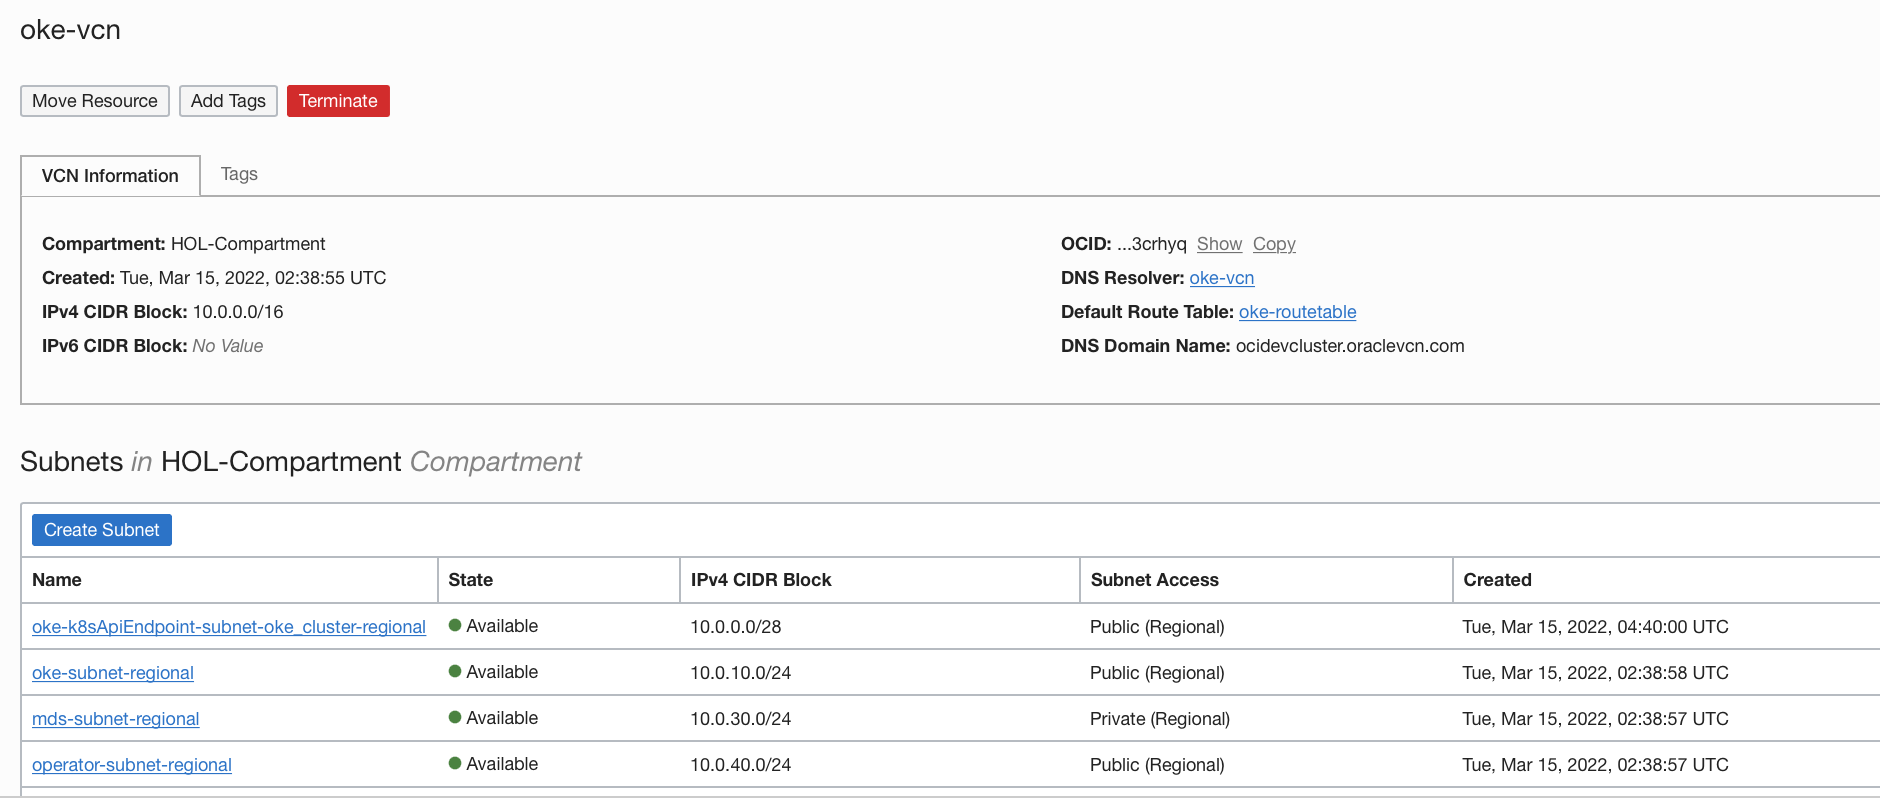 oke-vcn
Move Resource Add Tags Terminate
VCN Information Tags
Compartment: HOL-Compartment OCID: ...3crhyq Show Copy
Created: Tue, Mar 15, 2022, 02:38:55 UTC DNS Resolver: oke-vcn
IPv4 CIDR Block: 10.0.0.0/16 Default Route Table: oke-routetable
IPv6 CIDR Block: No Value DNS Domain Name: ocidevcluster.oraclevcn.com
Subnets in HOL-Compartment Compartment
Create Subnet
Name State IPv4 CIDR Block Subnet Access Created
oke-k8sApiEndpoint-subnet-oke_cluster-regional Available 10.0.0.0/28 Public (Regional) Tue, Mar 15, 2022, 04:40:00 UTC
oke-subnet-regional Available 10.0.10.0/24 Public (Regional) Tue, Mar 15, 2022, 02:38:58 UTC
mds-subnet-regional Available 10.0.30.0/24 Private (Regional) Tue, Mar 15, 2022, 02:38:57 UTC
operator-subnet-regional Available 10.0.40.0/24 Public (Regional) Tue, Mar 15, 2022, 02:38:57 UTC